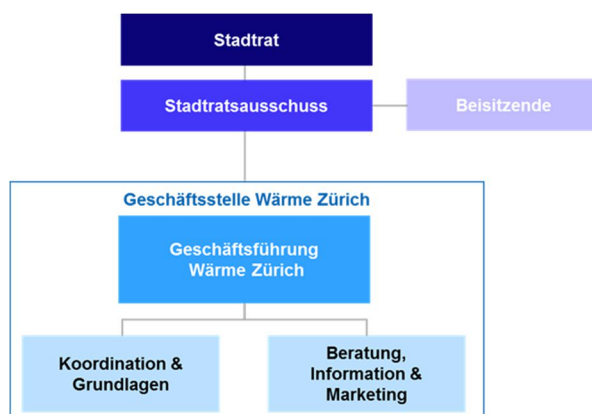 Stadtrat
Stadtratsausschuss
Beisitzende
Geschäftsstelle Wärme Zürich
Geschäftsführung
Wärme Zürich
Koordination &
Grundlagen
Beratung,
Information &
Marketing